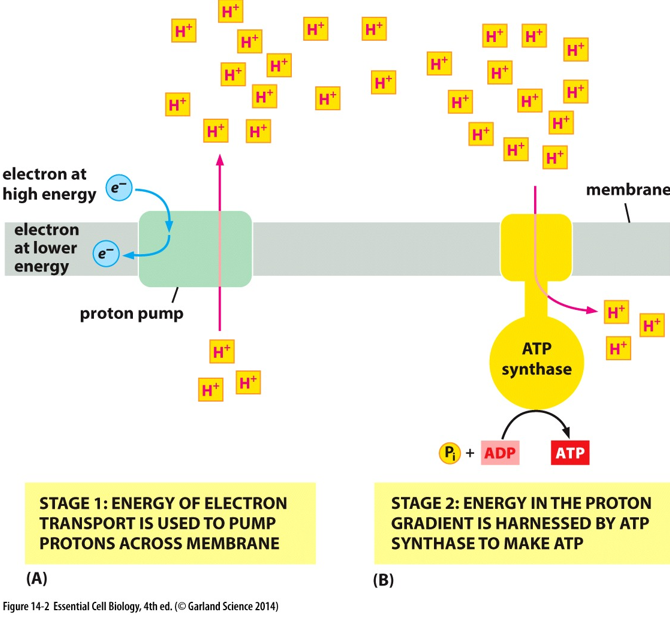 H⁺
H⁺ H⁺ H⁺
H⁺ H⁺ H⁺ H⁺
H⁺ H⁺ H⁺
H⁺ H⁺ H⁺ H⁺
H⁺ H⁺ H⁺ H⁺
H⁺ H⁺ H⁺
H⁺ H⁺ H⁺
electron at
high energy
e⁻
membrane
electron
at lower
energy
e⁻
proton pump
H⁺
H⁺ H⁺
H⁺
H⁺
H⁺
ATP
synthase
Pi + ADP ATP
STAGE 1: ENERGY OF ELECTRON
TRANSPORT IS USED TO PUMP
PROTONS ACROSS MEMBRANE
(A)
STAGE 2: ENERGY IN THE PROTON
GRADIENT IS HARNESSED BY ATP
SYNTHASE TO MAKE ATP
(B)
Figure 14-2 Essential Cell Biology, 4th ed. (© Garland Science 2014)